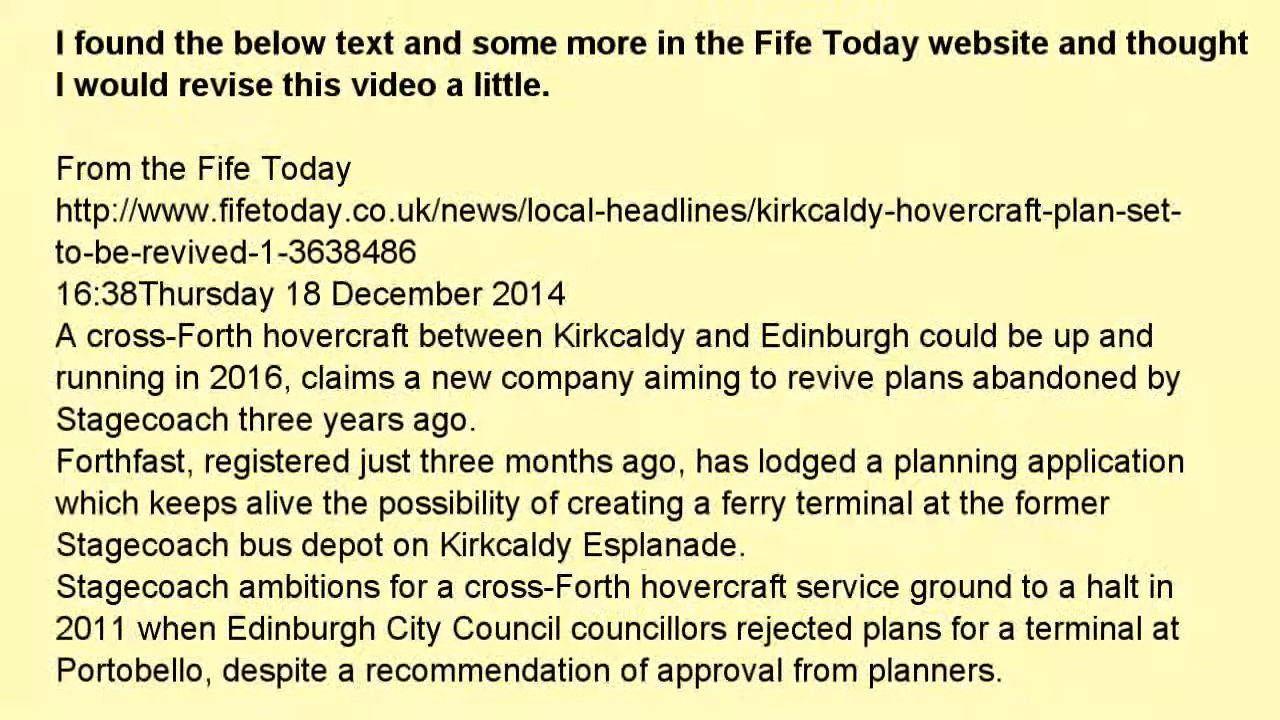 I found the below text and some more in the Fife Today website and thought
I would revise this video a little.
From the Fife Today
http://www.fifetoday.co.uk/news/local-headlines/kirkcaldy-hovercraft-plan-set-
to-be-revived-1-3638486
16:38Thursday 18 December 2014
A cross-Forth hovercraft between Kirkcaldy and Edinburgh could be up and
running in 2016, claims a new company aiming to revive plans abandoned by
Stagecoach three years ago.
Forthfast, registered just three months ago, has lodged a planning application
which keeps alive the possibility of creating a ferry terminal at the former
Stagecoach bus depot on Kirkcaldy Esplanade.
Stagecoach ambitions for a cross-Forth hovercraft service ground to a halt in
2011 when Edinburgh City Council councillors rejected plans for a terminal at
Portobello, despite a recommendation of approval from planners.